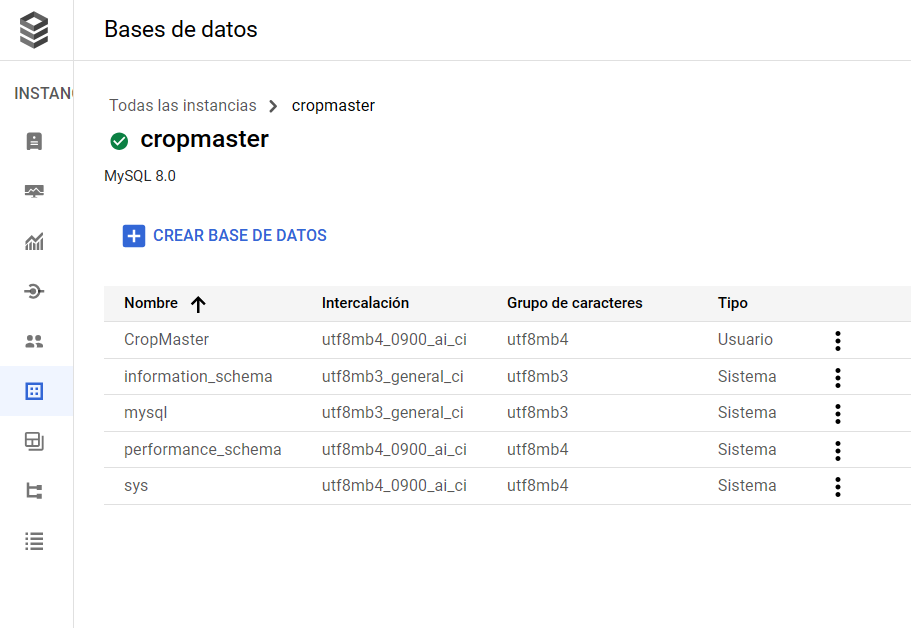 Bases de datos
INSTANC
Todas las instancias > cropmaster
cropmaster
MySQL 8.0
CREAR BASE DE DATOS
Nombre Intercalación Grupo de caracteres Tipo
CropMaster utf8mb4_0900_ai_ci utf8mb4 Usuario
information_schema utf8mb3_general_ci utf8mb3 Sistema
mysql utf8mb3_general_ci utf8mb3 Sistema
performance_schema utf8mb4_0900_ai_ci utf8mb4 Sistema
sys utf8mb4_0900_ai_ci utf8mb4 Sistema